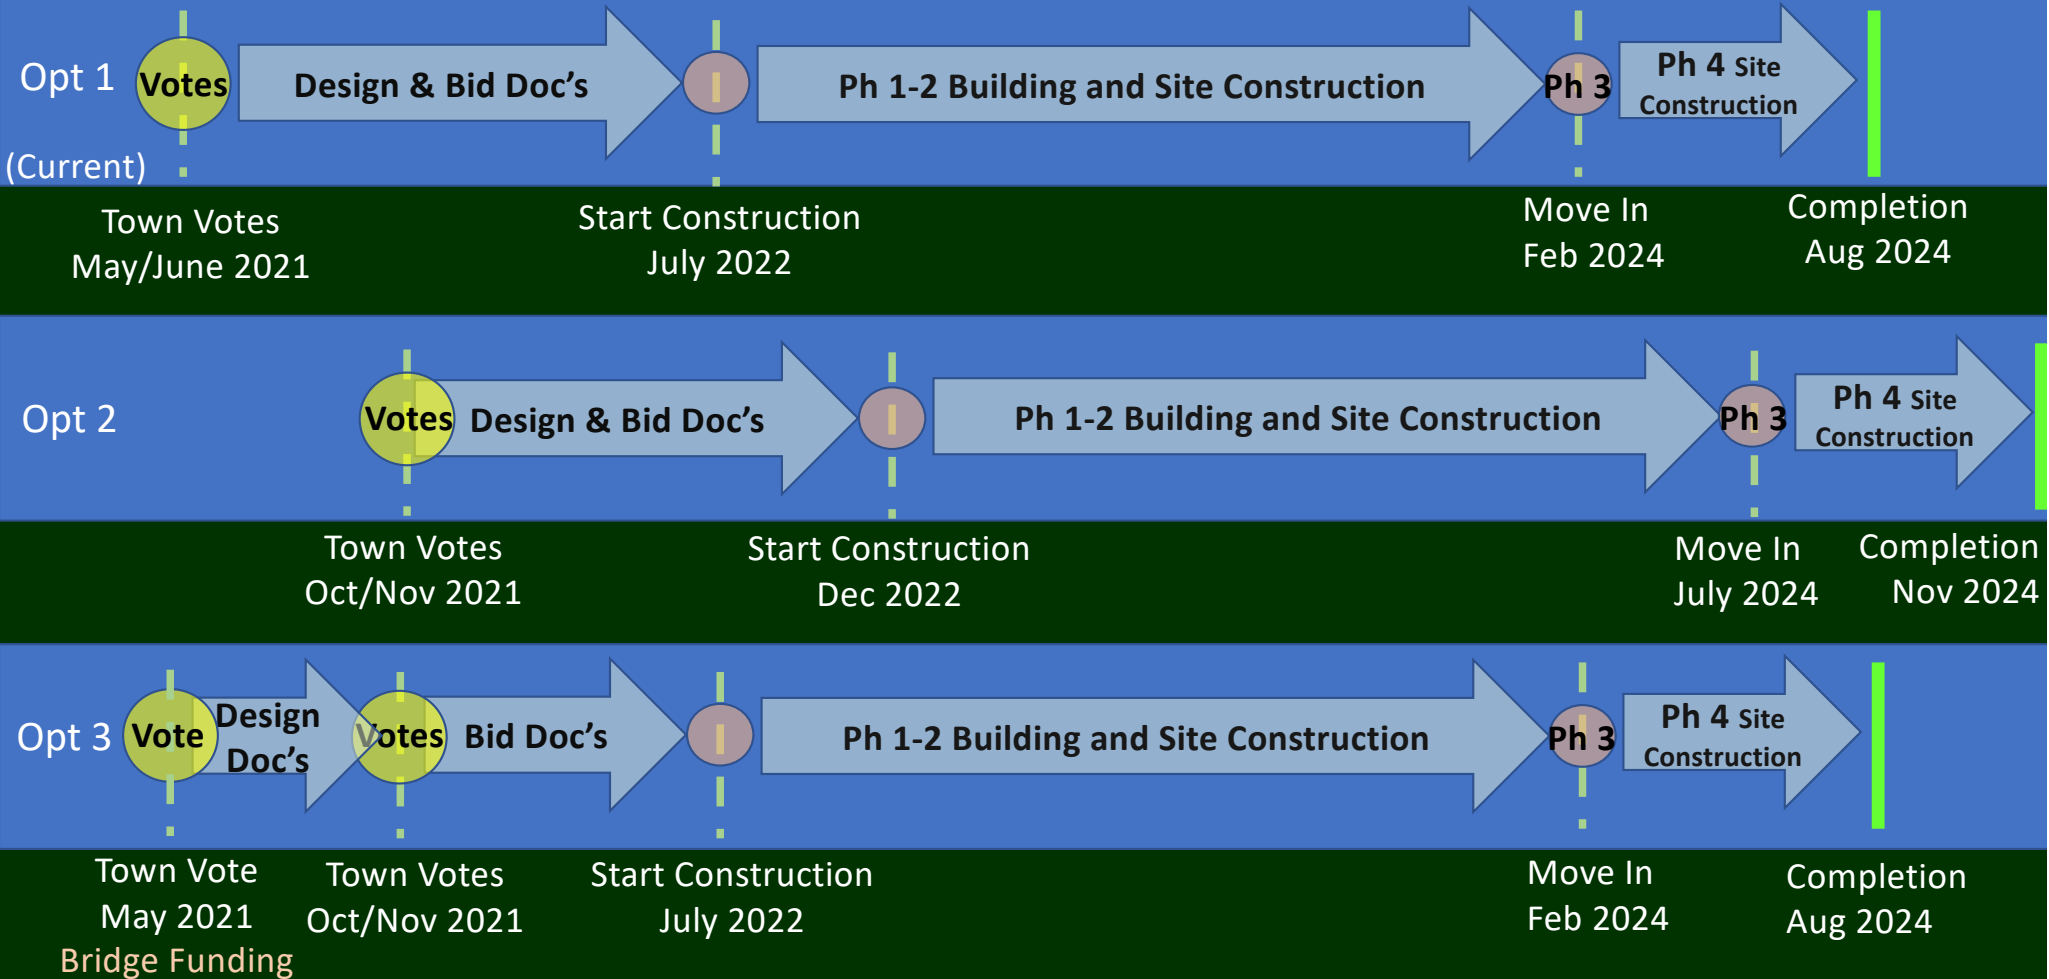 Opt 1
(Current)
Votes
Design & Bid Doc's
Ph 1-2 Building and Site Construction
Ph 3
Ph 4 Site
Construction
Town Votes
May/June 2021
Start Construction
July 2022
Move In
Feb 2024
Completion
Aug 2024
Opt 2
Votes
Design & Bid Doc's
Ph 1-2 Building and Site Construction
Ph 3
Ph 4 Site
Construction
Town Votes
Oct/Nov 2021
Start Construction
Dec 2022
Move In
July 2024
Completion
Nov 2024
Opt 3
Vote
Design
Doc's
Votes
Bid Doc's
Ph 1-2 Building and Site Construction
Ph 3
Ph 4 Site
Construction
Town Vote
May 2021
Bridge Funding
Town Votes
Oct/Nov 2021
Start Construction
July 2022
Move In
Feb 2024
Completion
Aug 2024